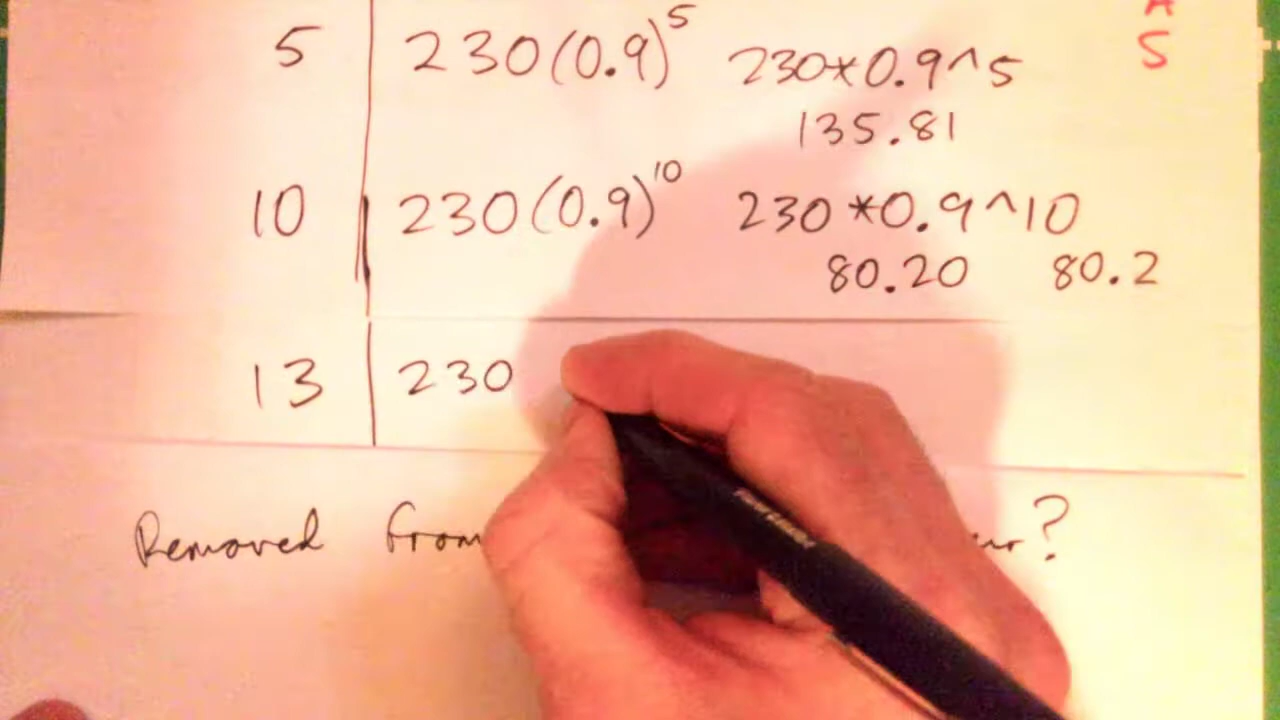 5 230(0.9)^5 230*0.9^5
135.81
10 230(0.9)^10 230*0.9^10
80.20 80.2
13 230
Removed from ?
A
S